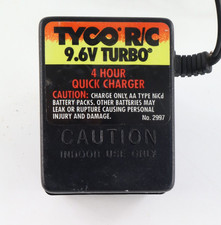 TYCO R/C
9.6V TURBO®
4 HOUR
QUICK CHARGER
CAUTION: CHARGE ONLY, AA TYPE NiCd
BATTERY PACKS. OTHER BATTERIES MAY
LEAK OR RUPTURE CAUSING PERSONAL
INJURY AND DAMAGE. No. 2997
CAUTION
INDOOR USE ONLY